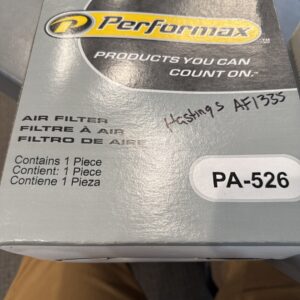 Performax
PRODUCTS YOU CAN
COUNT ON.™
Hastings AF1335
AIR FILTER
FILTRE À AIR
FILTRO DE AIRE
Contains 1 Piece
Contient: 1 Piece
Contiene 1 Pieza
PA-526